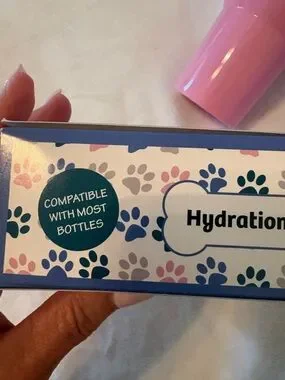 COMPATIBLE
WITH MOST
BOTTLES
Hydration